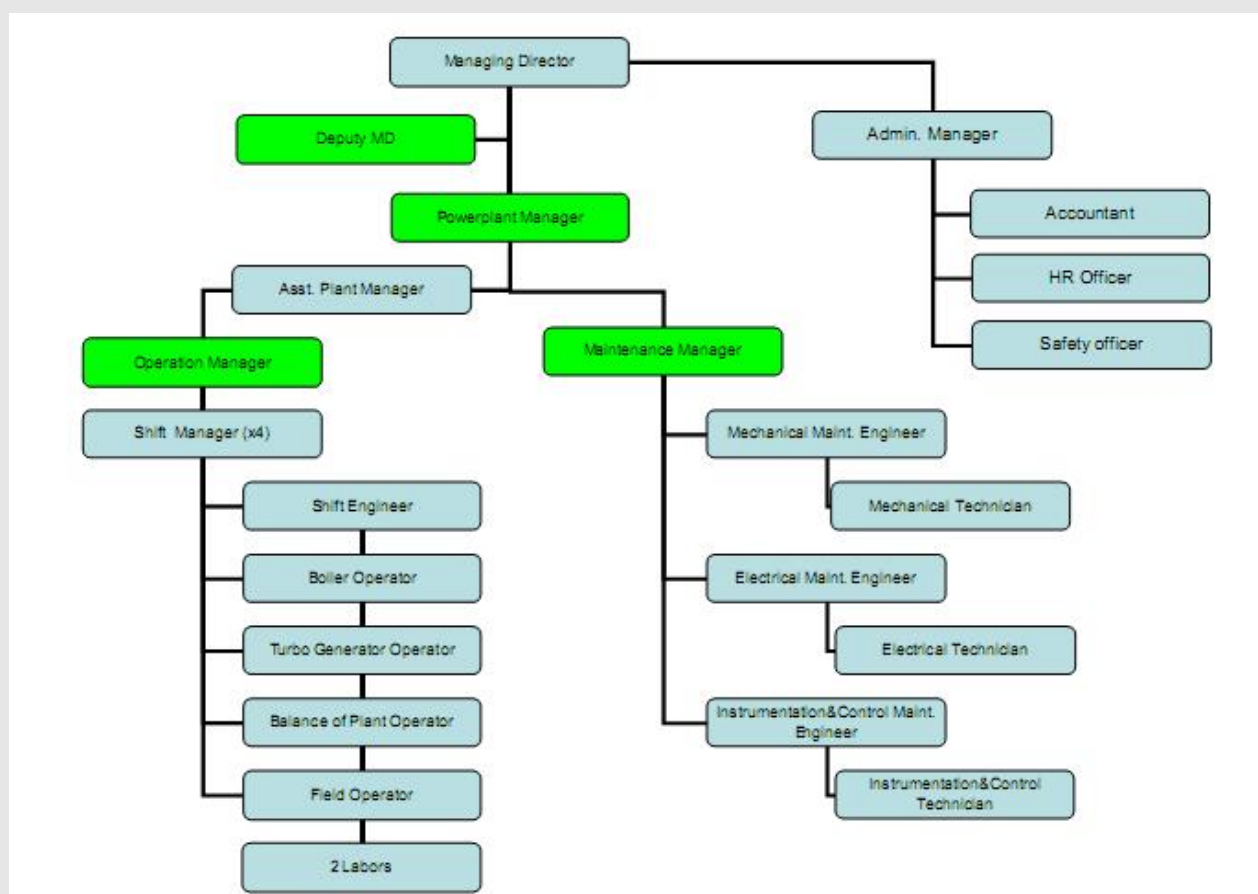 Managing Director
Deputy MD
Admin. Manager
Powerplant Manager
Accountant
HR Officer
Safety officer
Asst. Plant Manager
Operation Manager
Maintenance Manager
Shift Manager (x4)
Mechanical Maint. Engineer
Shift Engineer
Mechanical Technician
Boiler Operator
Electrical Maint. Engineer
Turbo Generator Operator
Electrical Technician
Balance of Plant Operator
Instrumentation&Control Maint.
Engineer
Field Operator
Instrumentation&Control
Technician
2 Labors